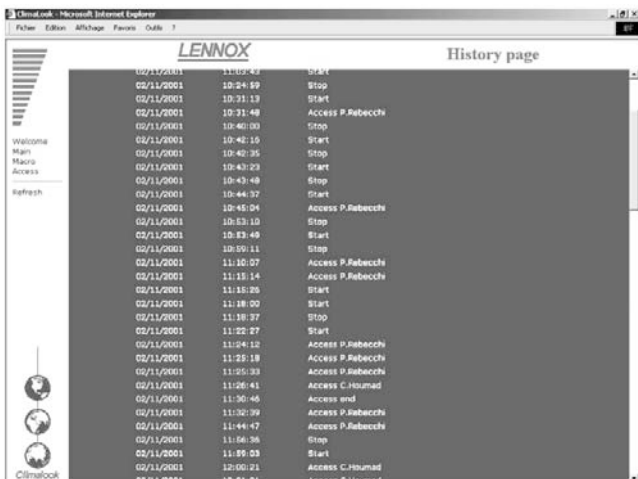 ClimaLook - Microsoft Internet Explorer
Fichier Edition Affichage Favoris Outils ?
LENNOX
History page
Welcome
Main
Macro
Access
Refresh
02/11/2001 Start
02/11/2001 10:24:59 Stop
02/11/2001 10:31:13 Start
02/11/2001 10:31:48 Access P.Rebecchi
02/11/2001 10:40:00 Stop
02/11/2001 10:42:16 Start
02/11/2001 10:42:35 Stop
02/11/2001 10:43:23 Start
02/11/2001 10:43:48 Stop
02/11/2001 10:44:37 Start
02/11/2001 10:45:04 Access P.Rebecchi
02/11/2001 10:53:10 Stop
02/11/2001 10:53:49 Start
02/11/2001 10:59:11 Stop
02/11/2001 11:10:07 Access P.Rebecchi
02/11/2001 11:15:14 Access P.Rebecchi
02/11/2001 11:15:26 Start
02/11/2001 11:18:00 Start
02/11/2001 11:18:37 Stop
02/11/2001 11:22:27 Start
02/11/2001 11:24:12 Access P.Rebecchi
02/11/2001 11:25:18 Access P.Rebecchi
02/11/2001 11:25:33 Access P.Rebecchi
02/11/2001 11:26:41 Access C.Houmad
02/11/2001 11:30:46 Access end
02/11/2001 11:32:39 Access P.Rebecchi
02/11/2001 11:44:47 Access P.Rebecchi
02/11/2001 11:56:36 Stop
02/11/2001 11:59:03 Start
02/11/2001 12:00:21 Access C.Houmad
Climalook